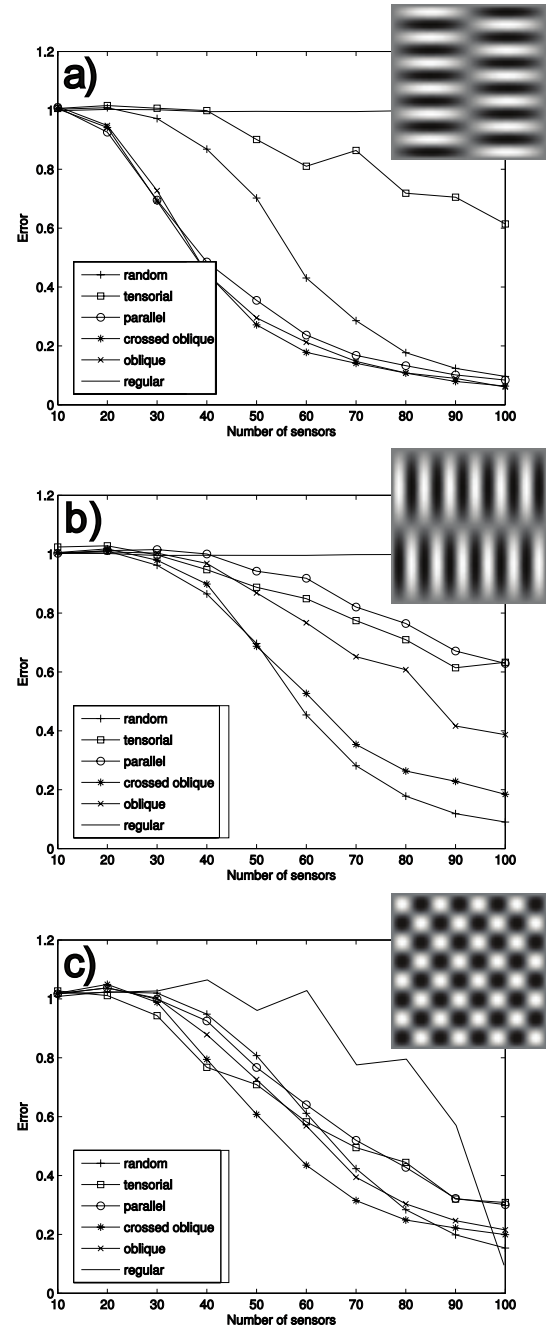 a)
1.2
1
0.8
0.6
0.4
0.2
0
Error
random
tensorial
parallel
crossed oblique
oblique
regular
10 20 30 40 50 60 70 80 90 100
Number of sensors
b)
1.2
1
0.8
0.6
0.4
0.2
0
Error
random
tensorial
parallel
crossed oblique
oblique
regular
10 20 30 40 50 60 70 80 90 100
Number of sensors
c)
1.2
1
0.8
0.6
0.4
0.2
0
Error
random
tensorial
parallel
crossed oblique
oblique
regular
10 20 30 40 50 60 70 80 90 100
Number of sensors